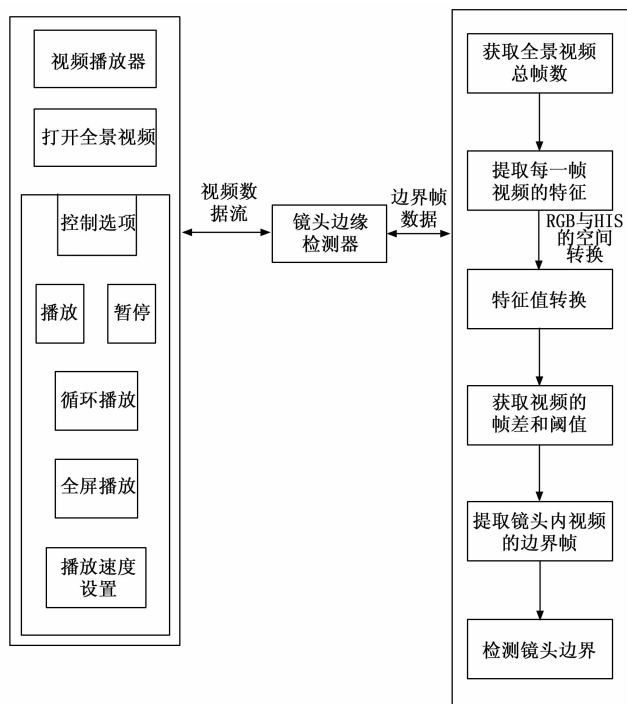 视频播放器
打开全景视频
控制选项
播放
暂停
循环播放
全屏播放
播放速度
设置
视频数
据流
镜头边缘
检测器
边界帧
数据
获取全景视频
总帧数
提取每一帧
视频的特征
RGB与HIS
的空间
转换
特征值转换
获取视频的
帧差和阈值
提取镜头内视频
的边界帧
检测镜头边界